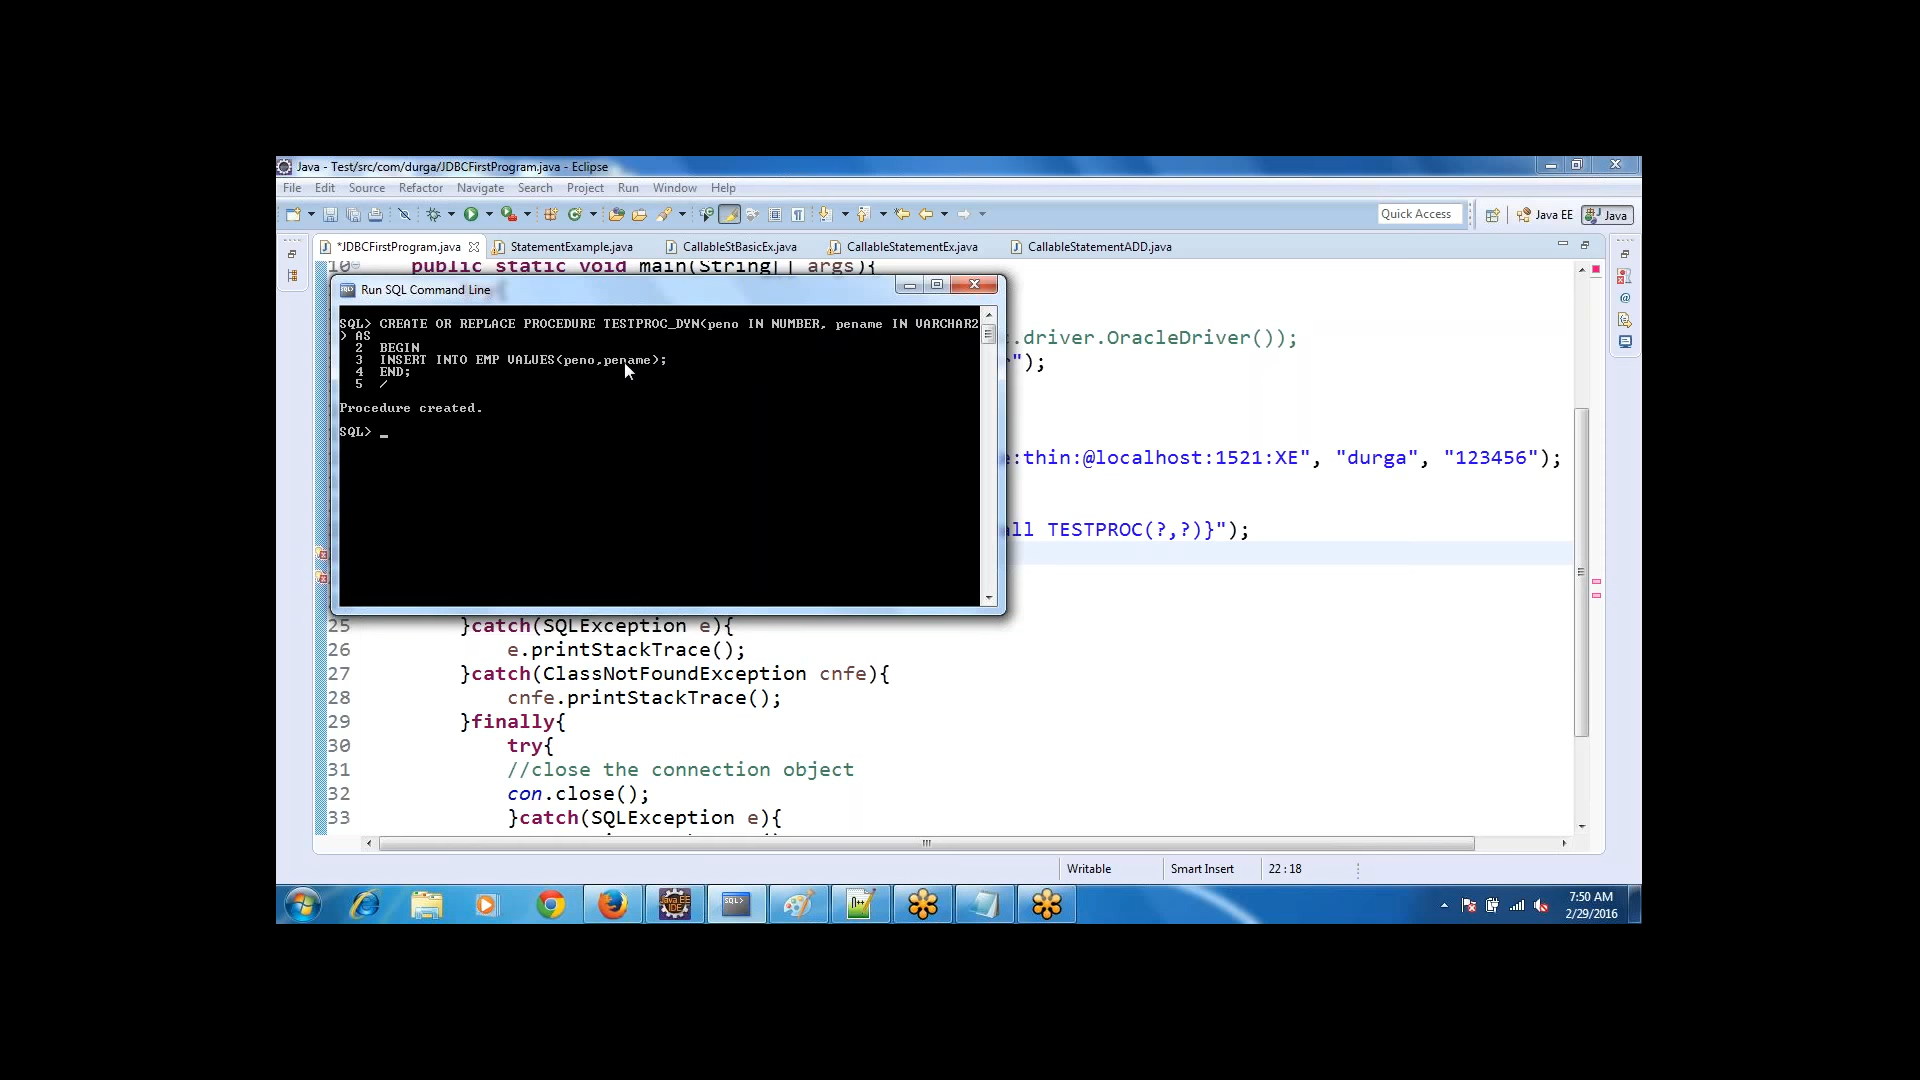 Java - Test/src/com/durga/JDBCFirstProgram.java - Eclipse
File Edit Source Refactor Navigate Search Project Run Window Help
Quick Access Java EE Java
*JDBCFirstProgram.java StatementExample.java CallableStBasicEx.java CallableStatementEx.java CallableStatementADD.java
10 public static void main(String[] args){
Run SQL Command Line
SQL> CREATE OR REPLACE PROCEDURE TESTPROC_DYN(peno IN NUMBER, pename IN VARCHAR2
) AS
2 BEGIN
3 INSERT INTO EMP VALUES(peno,pename);
4 END;
5 /
Procedure created.
SQL> _
.driver.OracleDriver());
");
:thin:@localhost:1521:XE", "durga", "123456");
ll TESTPROC(?,?)}");
25 }catch(SQLException e){
26 e.printStackTrace();
27 }catch(ClassNotFoundException cnfe){
28 cnfe.printStackTrace();
29 }finally{
30 try{
31 //close the connection object
32 con.close();
33 }catch(SQLException e){
Writable Smart Insert 22 : 18
7:50 AM
2/29/2016